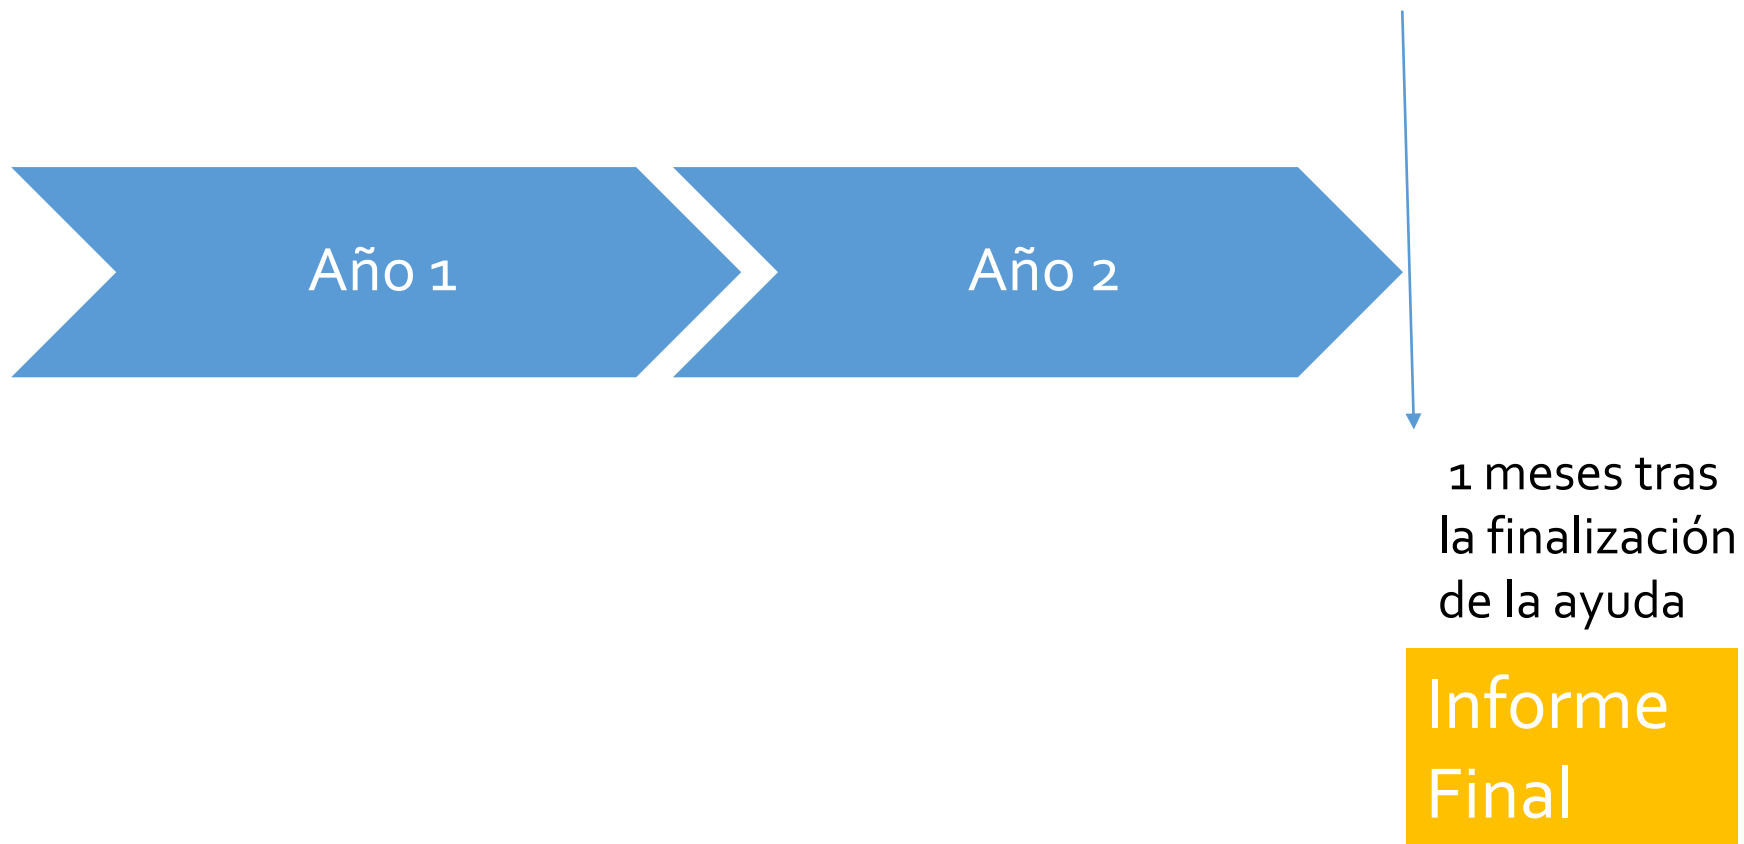 Año 1
Año 2
1 meses tras
la finalización
de la ayuda
Informe
Final